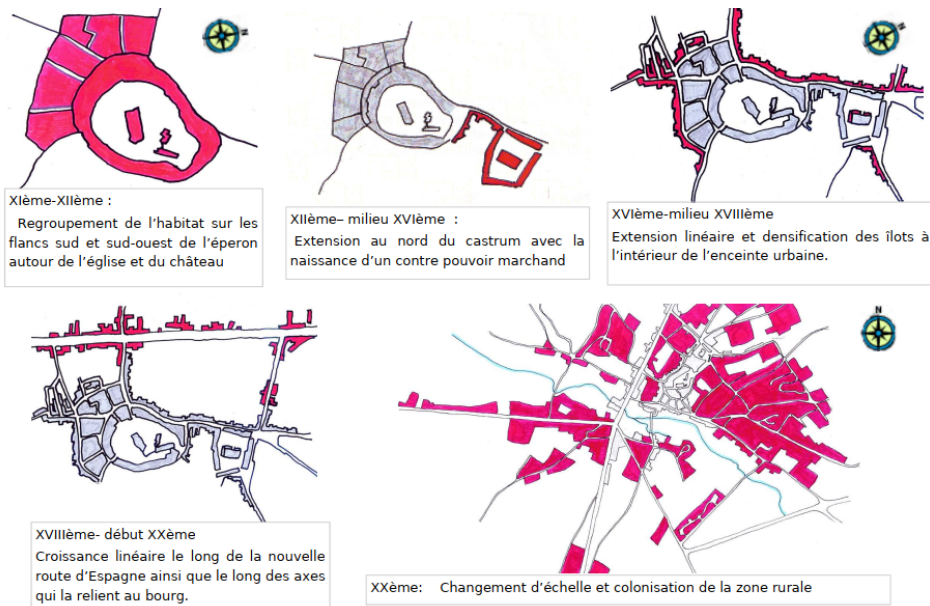 N
XIème-XIIème :
Regroupement de l’habitat sur les
flancs sud et sud-ouest de l’éperon
autour de l’église et du château
N
XIIème– milieu XVIème :
Extension au nord du castrum avec la
naissance d’un contre pouvoir marchand
N
XVIème-milieu XVIIIème
Extension linéaire et densification des îlots à
l’intérieur de l’enceinte urbaine.
XVIIIème- début XXème
Croissance linéaire le long de la nouvelle
route d’Espagne ainsi que le long des axes
qui la relient au bourg.
N
XXème: Changement d’échelle et colonisation de la zone rurale